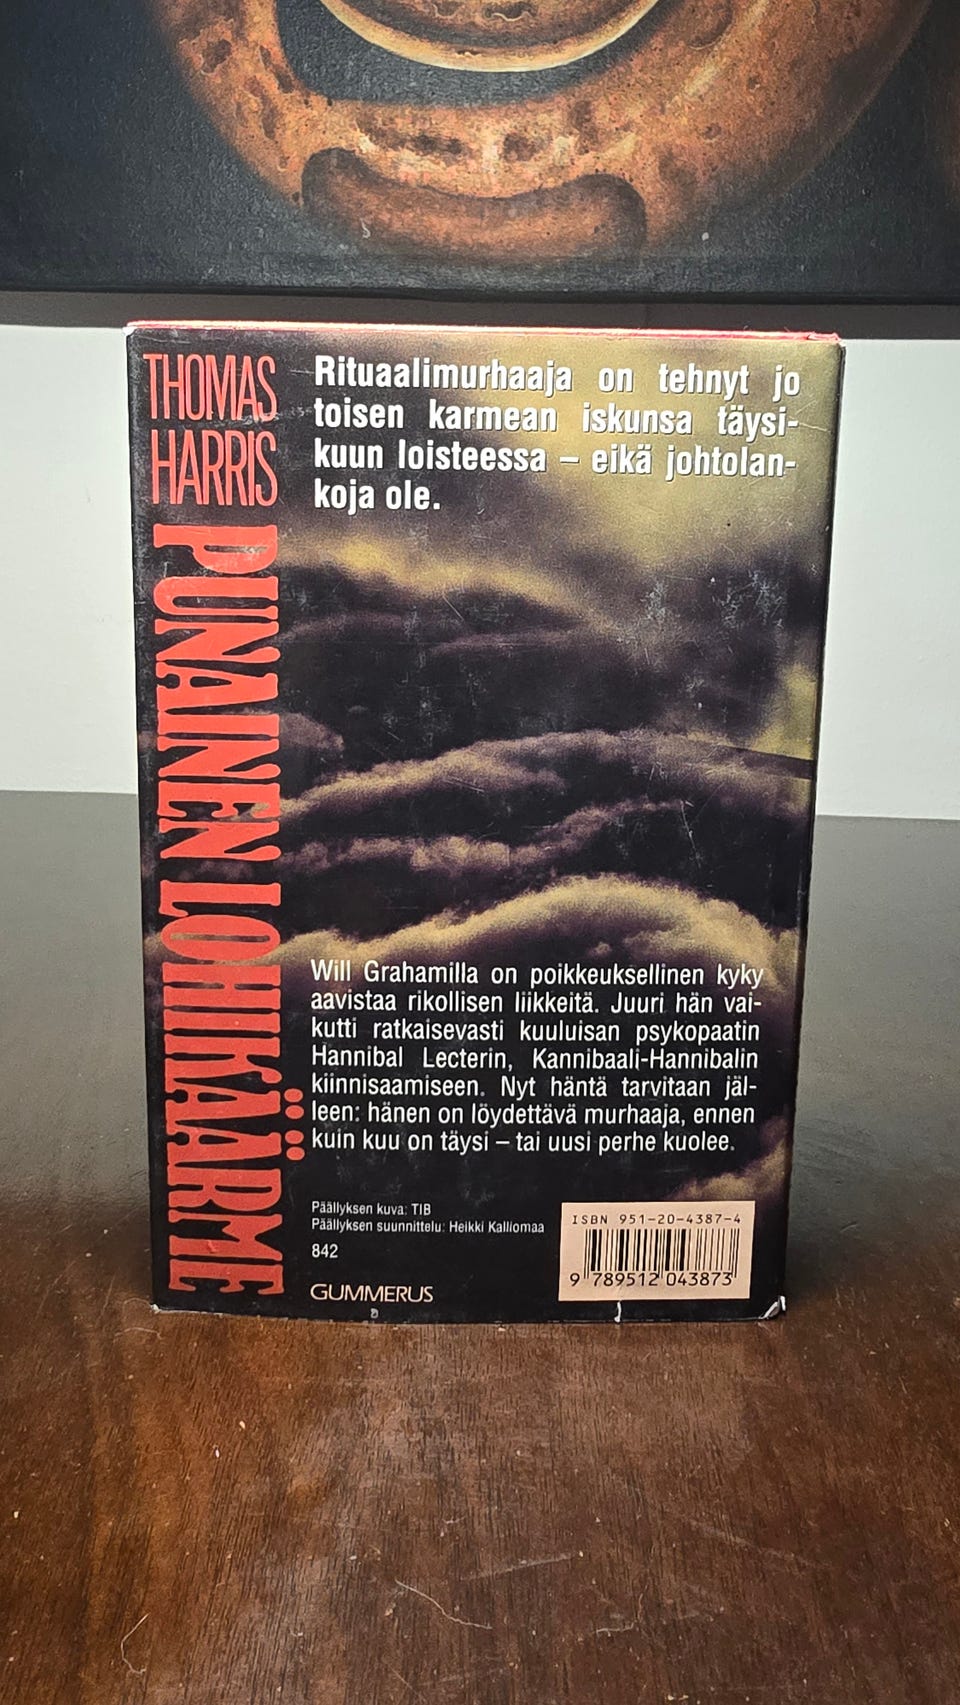 THOMAS
HARRIS
PUNAINEN LOHIKÄÄRME
Rituaalimurhaaja on tehnyt jo
toisen karmean iskunsa täysi-
kuun loisteessa – eikä johtolan-
koja ole.
Will Grahamilla on poikkeuksellinen kyky
aavistaa rikollisen liikkeitä. Juuri hän vai-
kutti ratkaisevasti kuuluisan psykopaatin
Hannibal Lecterin, Kannibaali-Hannibalin
kiinnisaamiseen. Nyt häntä tarvitaan jäl-
leen: hänen on löydettävä murhaaja, ennen
kuin kuu on täysi – tai uusi perhe kuolee.
Päällyksen kuva: TIB
Päällyksen suunnittelu: Heikki Kalliomaa
842
GUMMERUS
ISBN 951-20-4387-4
9 789512 043873